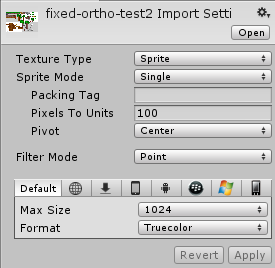 fixed-ortho-test2 Import Setti
Open
Texture Type Sprite
Sprite Mode Single
Packing Tag
Pixels To Units 100
Pivot Center
Filter Mode Point
Default
Max Size 1024
Format Truecolor
Revert Apply